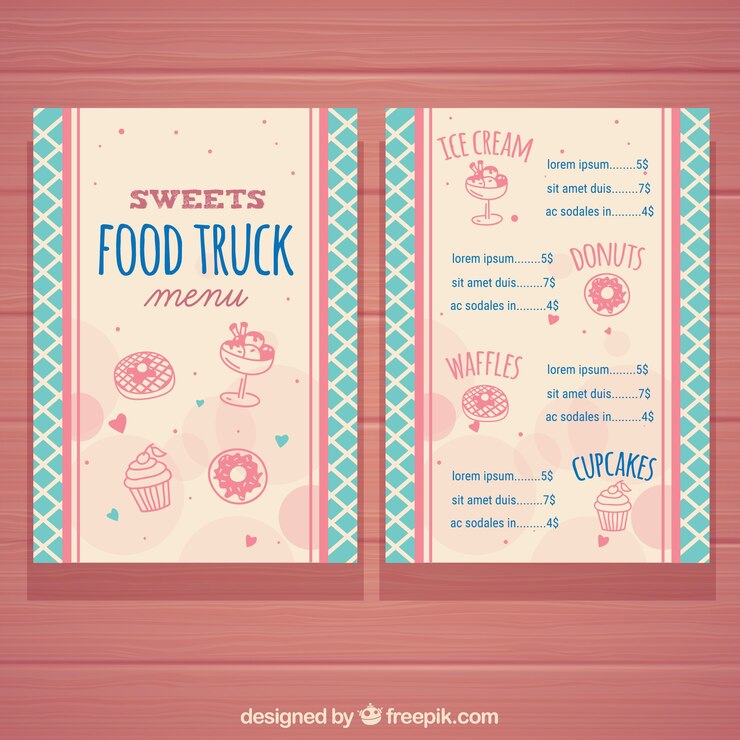 SWEETS
FOOD TRUCK
menu
ICE CREAM
lorem ipsum.......5$
sit amet duis.......7$
ac sodales in........4$
DONUTS
lorem ipsum.......5$
sit amet duis.......7$
ac sodales in........4$
WAFFLES
lorem ipsum.......5$
sit amet duis.......7$
ac sodales in........4$
CUPCAKES
lorem ipsum.......5$
sit amet duis.......7$
ac sodales in........4$
designed by freepik.com